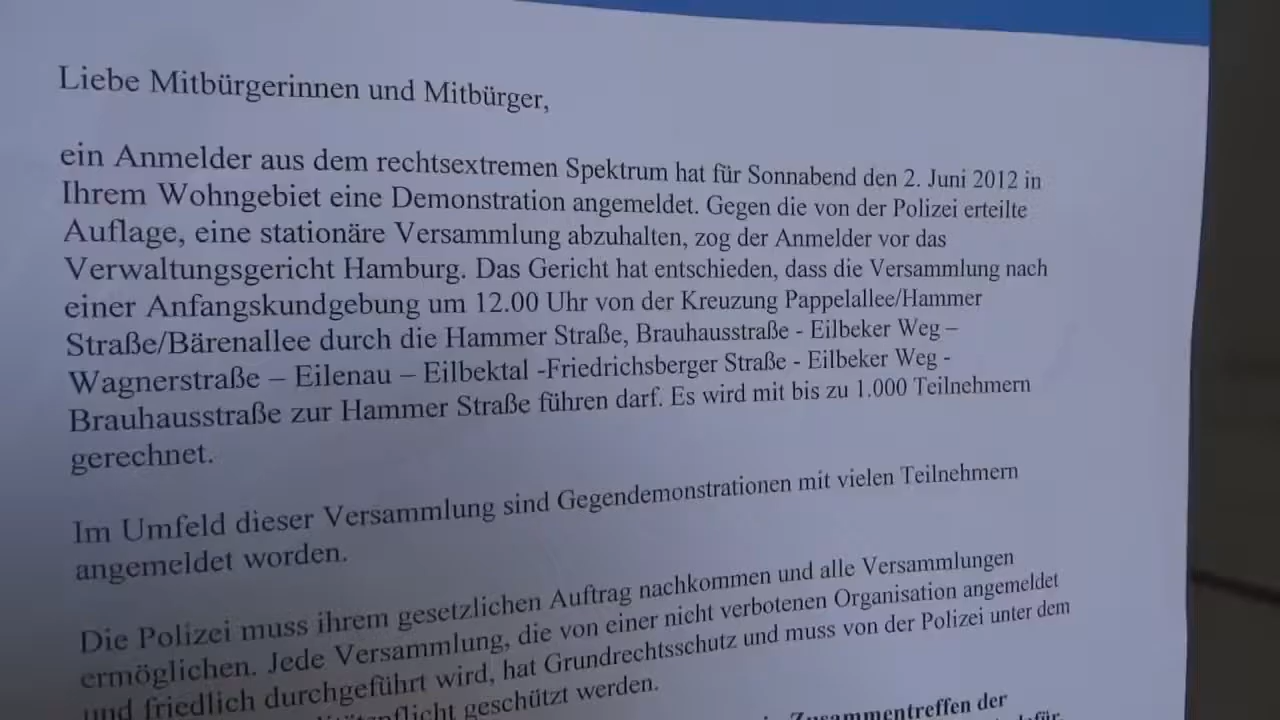 Liebe Mitbürgerinnen und Mitbürger,
ein Anmelder aus dem rechtsextremen Spektrum hat für Sonnabend den 2. Juni 2012 in
Ihrem Wohngebiet eine Demonstration angemeldet. Gegen die von der Polizei erteilte
Auflage, eine stationäre Versammlung abzuhalten, zog der Anmelder vor das
Verwaltungsgericht Hamburg. Das Gericht hat entschieden, dass die Versammlung nach
einer Anfangskundgebung um 12.00 Uhr von der Kreuzung Pappelallee/Hammer
Straße/Bärenallee durch die Hammer Straße, Brauhausstraße - Eilbeker Weg –
Wagnerstraße – Eilenau – Eilbektal -Friedrichsberger Straße - Eilbeker Weg -
Brauhausstraße zur Hammer Straße führen darf. Es wird mit bis zu 1.000 Teilnehmern
gerechnet.
Im Umfeld dieser Versammlung sind Gegendemonstrationen mit vielen Teilnehmern
angemeldet worden.
Die Polizei muss ihrem gesetzlichen Auftrag nachkommen und alle Versammlungen
ermöglichen. Jede Versammlung, die von einer nicht verbotenen Organisation angemeldet
und friedlich durchgeführt wird, hat Grundrechtsschutz und muss von der Polizei unter dem
geschützt werden.
Zusammentreffen der